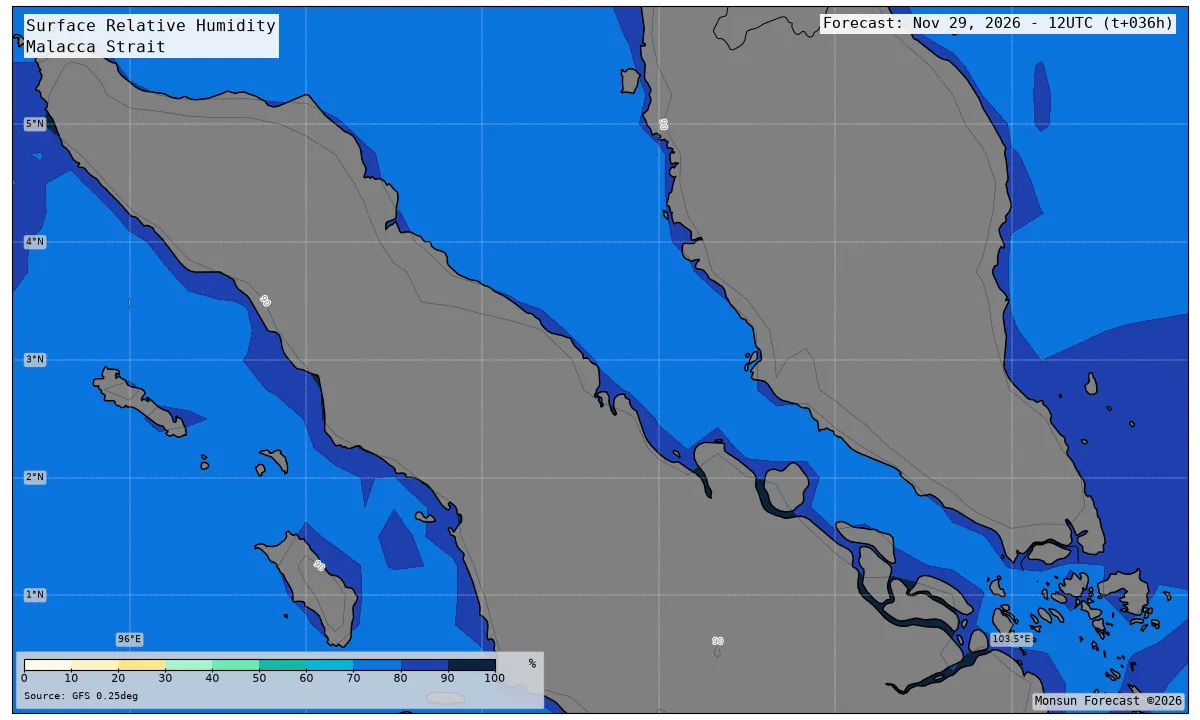 Surface Relative Humidity
Malacca Strait
Forecast: Nov 29, 2026 - 12UTC (t+036h)
5°N
4°N
3°N
2°N
1°N
96°E
103.5°E
90
90
90
90
%
0 10 20 30 40 50 60 70 80 90 100
Source: GFS 0.25deg
Monsun Forecast ©2026